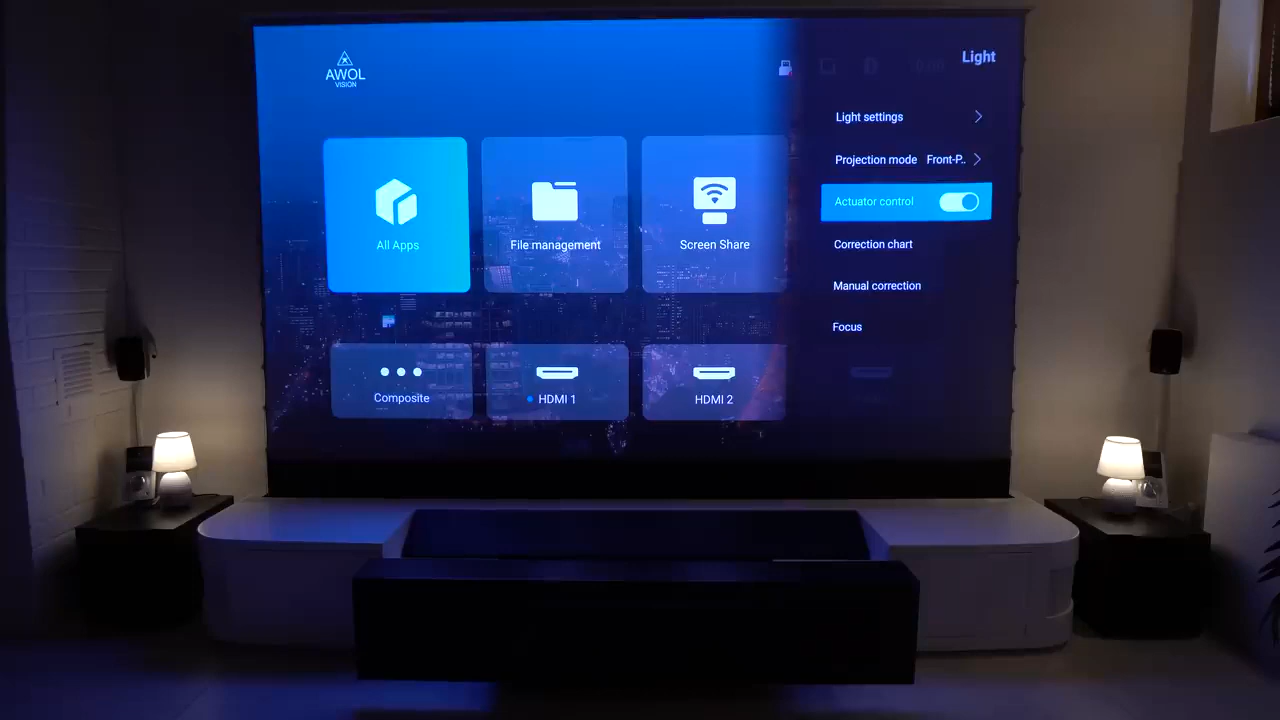 AWOL
VISION
Light
Light settings
Projection mode Front-P..
All Apps
File management
Screen Share
Actuator control
Correction chart
Manual correction
Focus
Composite
HDMI 1
HDMI 2